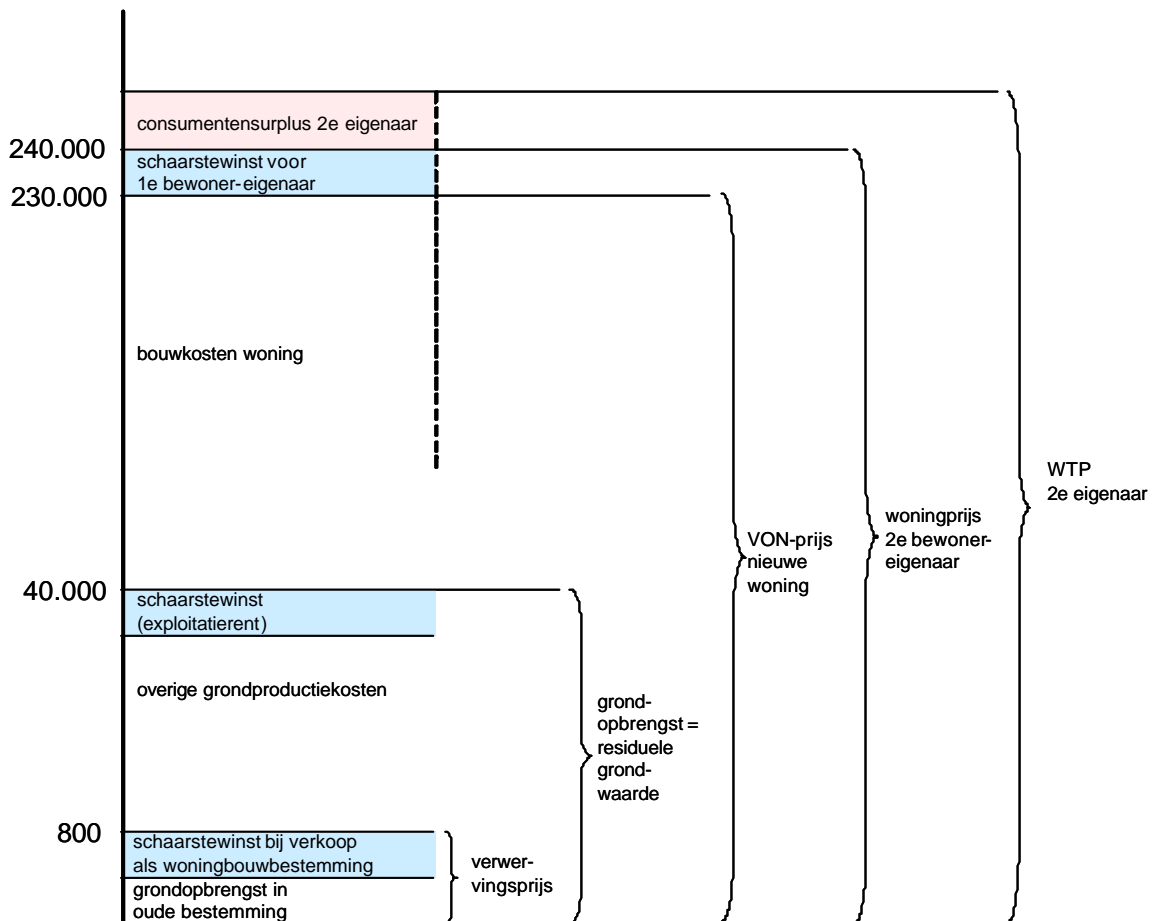 consumentensurplus 2e eigenaar
240.000
schaarstewinst voor
1e bewoner-eigenaar
230.000
bouwkosten woning
WTP
2e eigenaar
woningprijs
2e bewoner-
eigenaar
VON-prijs
nieuwe
woning
40.000
schaarstewinst
(exploitatierent)
overige grondproductiekosten
grond-
opbrengst =
residuele
grond-
waarde
800
schaarstewinst bij verkoop
als woningbouwbestemming
verwer-
vingsprijs
grondopbrengst in
oude bestemming